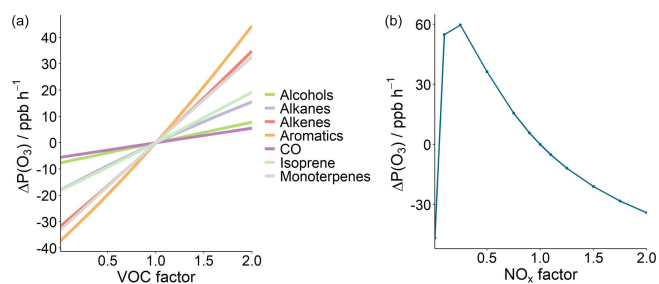 (a)
ΔP(O₃) / ppb h⁻¹
40
30
20
10
0
-10
-20
-30
-40
0.5
1.0
1.5
2.0
VOC factor
Alcohols
Alkanes
Alkenes
Aromatics
CO
Isoprene
Monoterpenes
(b)
ΔP(O₃) / ppb h⁻¹
60
30
0
-30
0.5
1.0
1.5
2.0
NOₓ factor